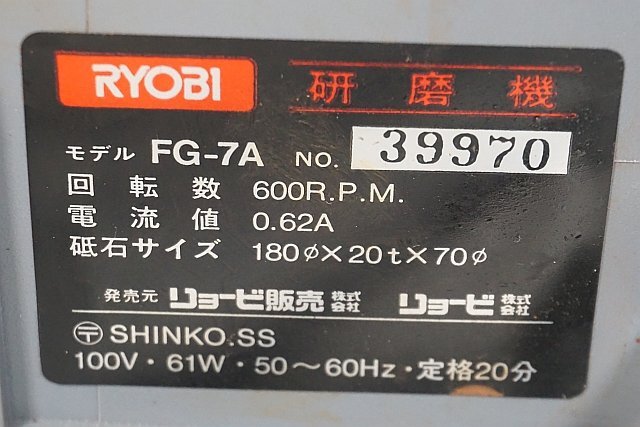 RYOBI 研磨機
モデル FG-7A NO. 39970
回転数 600R.P.M.
電流値 0.62A
砥石サイズ 180φ×20t×70φ
発売元 リョービ販売株式会社 リョービ株式会社
〶 SHINKO.SS
100V・61W・50～60Hz・定格20分